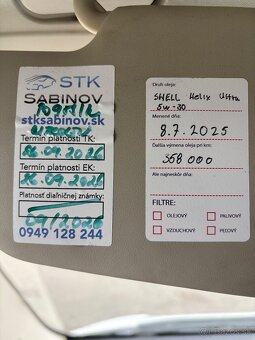 STK
SABINOV
stksabinov.sk
Termín platnosti TK:
26.09.2026
Termín platnosti EK:
26.09.2026
Platnosť diaľničnej známky:
09/2026
0949 128 244
Druh oleja:
SHELL Helix Ultra
5w-30
Menené dňa:
8.7.2025
Ďalšia výmena oleja pri km:
358 000
Ale najneskôr dňa:
FILTRE:
OLEJOVÝ
PALIVOVÝ
VZDUCHOVÝ
PEĽOVÝ